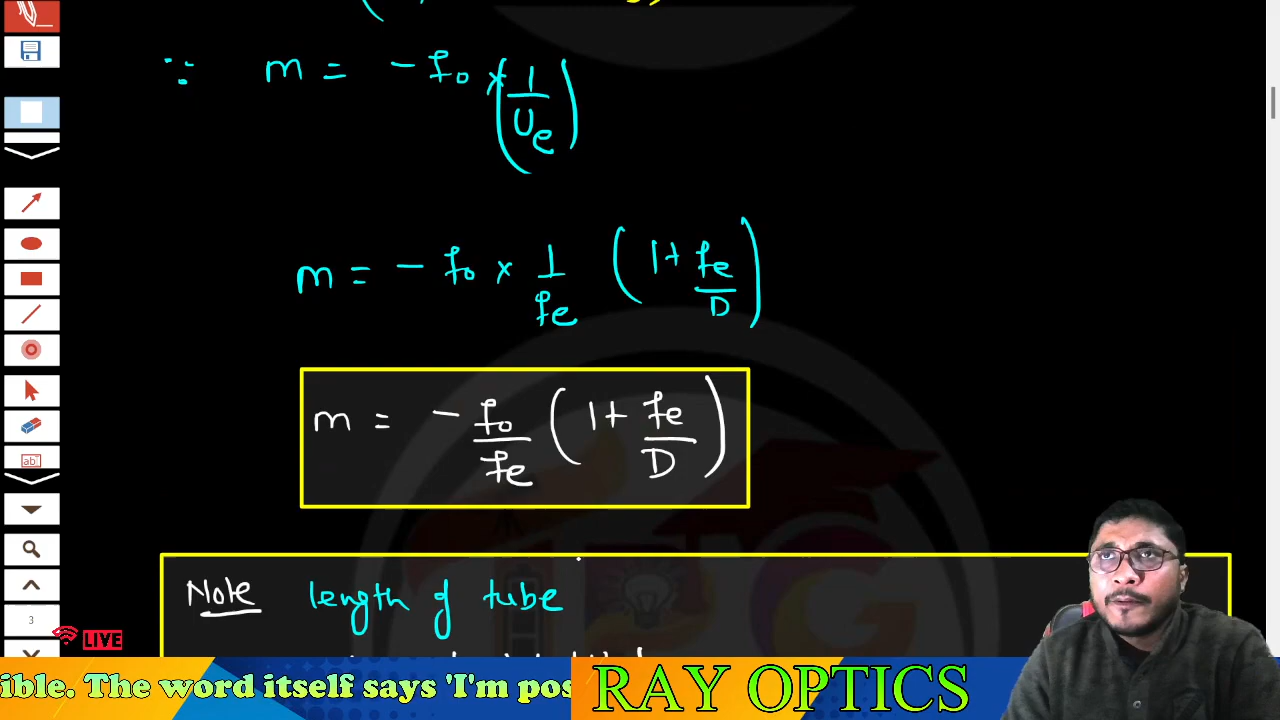 ∵ m = - f₀ × (1/Uₑ)
m = - f₀ × 1/fₑ (1 + fₑ/D)
m = - f₀/fₑ (1 + fₑ/D)
Note length of tube
3
LIVE
ible. The word itself says 'I'm pos
RAY OPTICS